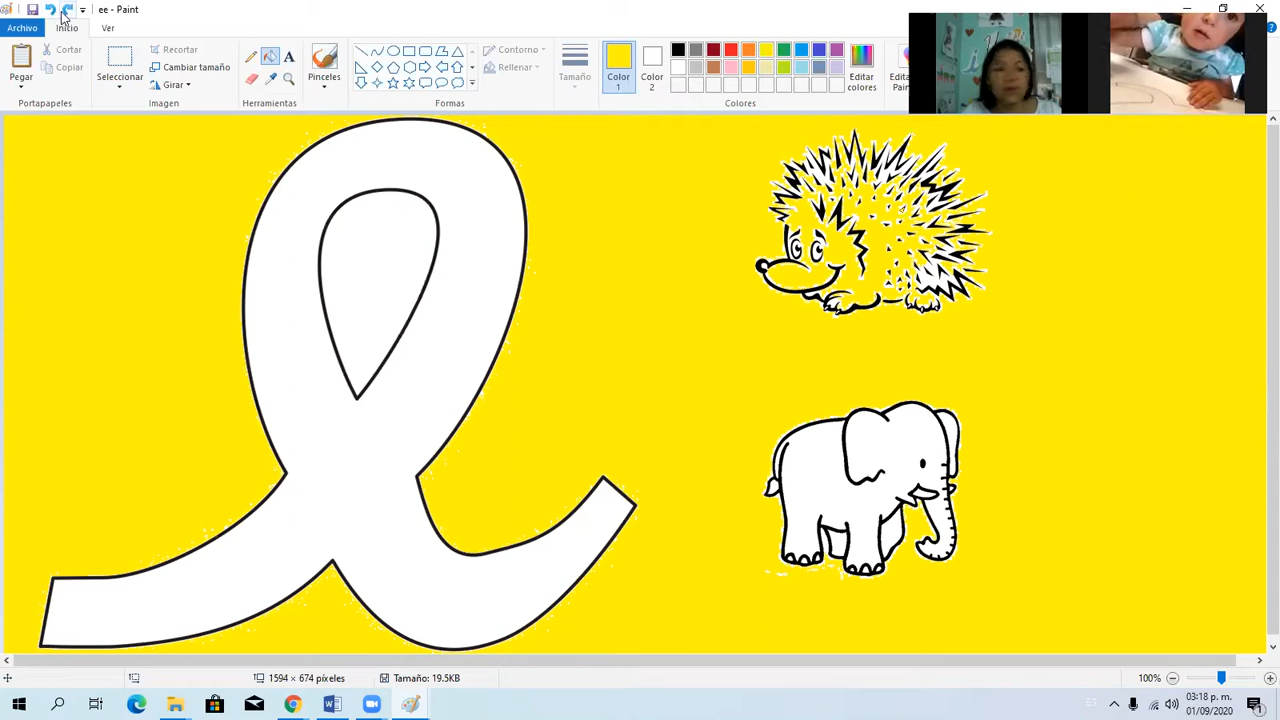 ee - Paint
Archivo Inicio Ver
Pegar
Cortar
Copiar
Portapapeles
Seleccionar
Recortar
Cambiar tamaño
Girar
Imagen
A
Herramientas
Pinceles
Contorno
Rellenar
Formas
Tamaño
Color 1
Color 2
Colores
Editar colores
Editar
e
1594 × 674 píxeles
Tamaño: 19.5KB
100%
03:18 p. m.
01/09/2020